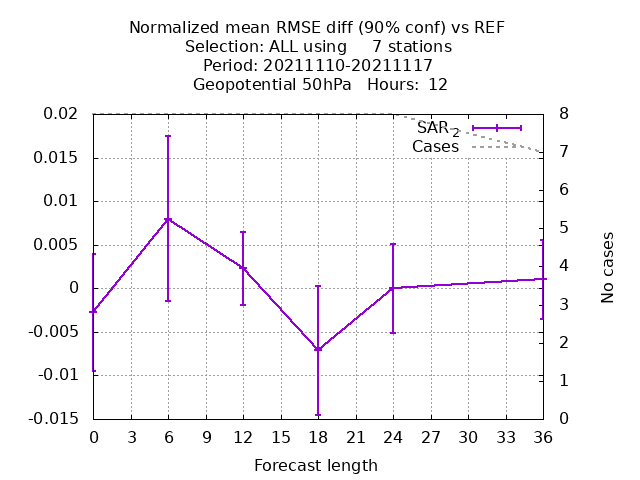 Normalized mean RMSE diff (90% conf) vs REF
Selection: ALL using     7 stations
Period: 20211110-20211117
Geopotential 50hPa   Hours:  12
0.02
0.015
0.01
0.005
0
-0.005
-0.01
-0.015
SAR 2
Cases
8
7
6
5
4
3
2
1
0
No cases
0 3 6 9 12 15 18 21 24 27 30 33 36
Forecast length